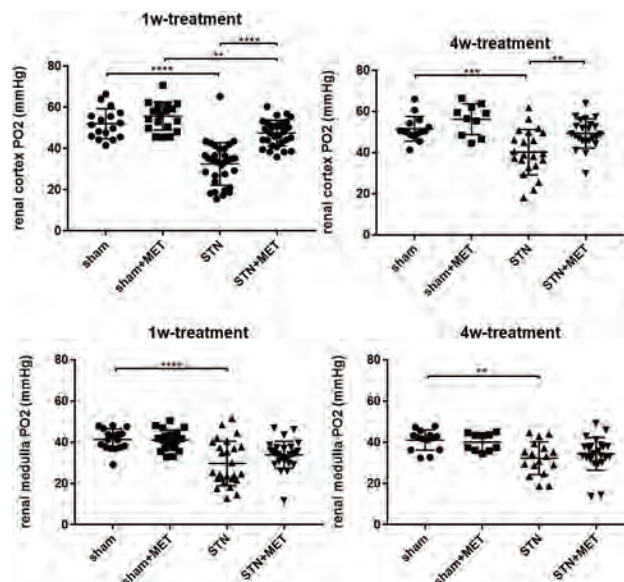 1w-treatment
****
**
****
renal cortex PO2 (mmHg)
80
60
40
20
0
sham
sham+MET
STN
STN+MET
4w-treatment
***
**
renal cortex PO2 (mmHg)
80
60
40
20
0
sham
sham+MET
STN
STN+MET
1w-treatment
****
renal medulla PO2 (mmHg)
80
60
40
20
0
sham
sham+MET
STN
STN+MET
4w-treatment
**
renal medulla PO2 (mmHg)
80
60
40
20
0
sham
sham+MET
STN
STN+MET